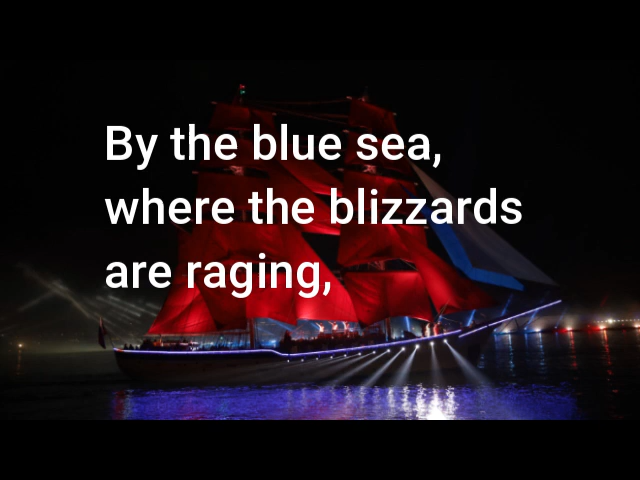 By the blue sea,
where the blizzards
are raging,